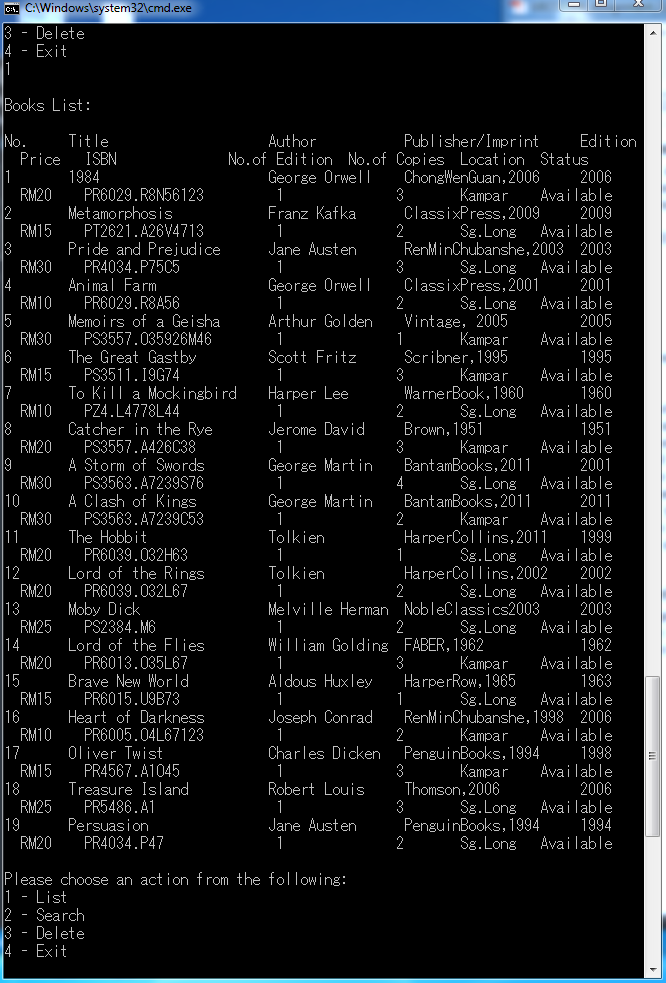 C:\Windows\system32\cmd.exe
3 - Delete
4 - Exit
1
Books List:
No. Title Author Publisher/Imprint Edition
Price ISBN No.of Edition No.of Copies Location Status
1 1984 George Orwell ChongWenGuan,2006 2006
RM20 PR6029.R8N56123 1 3 Kampar Available
2 Metamorphosis Franz Kafka ClassixPress,2009 2009
RM15 PT2621.A26V4713 1 2 Sg.Long Available
3 Pride and Prejudice Jane Austen RenMinChubanshe,2003 2003
RM30 PR4034.P75C5 1 3 Sg.Long Available
4 Animal Farm George Orwell ClassixPress,2001 2001
RM10 PR6029.R8A56 1 2 Sg.Long Available
5 Memoirs of a Geisha Arthur Golden Vintage, 2005 2005
RM30 PS3557.O35926M46 1 1 Kampar Available
6 The Great Gastby Scott Fritz Scribner,1995 1995
RM15 PS3511.I9G74 1 3 Kampar Available
7 To Kill a Mockingbird Harper Lee WarnerBook,1960 1960
RM10 PZ4.L4778L44 1 2 Sg.Long Available
8 Catcher in the Rye Jerome David Brown,1951 1951
RM20 PS3557.A426C38 1 3 Kampar Available
9 A Storm of Swords George Martin BantamBooks,2011 2001
RM30 PS3563.A7239S76 1 4 Sg.Long Available
10 A Clash of Kings George Martin BantamBooks,2011 2011
RM30 PS3563.A7239C53 1 2 Kampar Available
11 The Hobbit Tolkien HarperCollins,2011 1999
RM20 PR6039.O32H63 1 1 Sg.Long Available
12 Lord of the Rings Tolkien HarperCollins,2002 2002
RM20 PR6039.O32L67 1 2 Sg.Long Available
13 Moby Dick Melville Herman NobleClassics2003 2003
RM25 PS2384.M6 1 2 Sg.Long Available
14 Lord of the Flies William Golding FABER,1962 1962
RM20 PR6013.O35L67 1 3 Kampar Available
15 Brave New World Aldous Huxley HarperRow,1965 1963
RM15 PR6015.U9B73 1 1 Sg.Long Available
16 Heart of Darkness Joseph Conrad RenMinChubanshe,1998 2006
RM10 PR6005.O4L67123 1 2 Kampar Available
17 Oliver Twist Charles Dicken PenguinBooks,1994 1998
RM15 PR4567.A1O45 1 3 Kampar Available
18 Treasure Island Robert Louis Thomson,2006 2006
RM25 PR5486.A1 1 3 Sg.Long Available
19 Persuasion Jane Austen PenguinBooks,1994 1994
RM20 PR4034.P47 1 2 Sg.Long Available
Please choose an action from the following:
1 - List
2 - Search
3 - Delete
4 - Exit